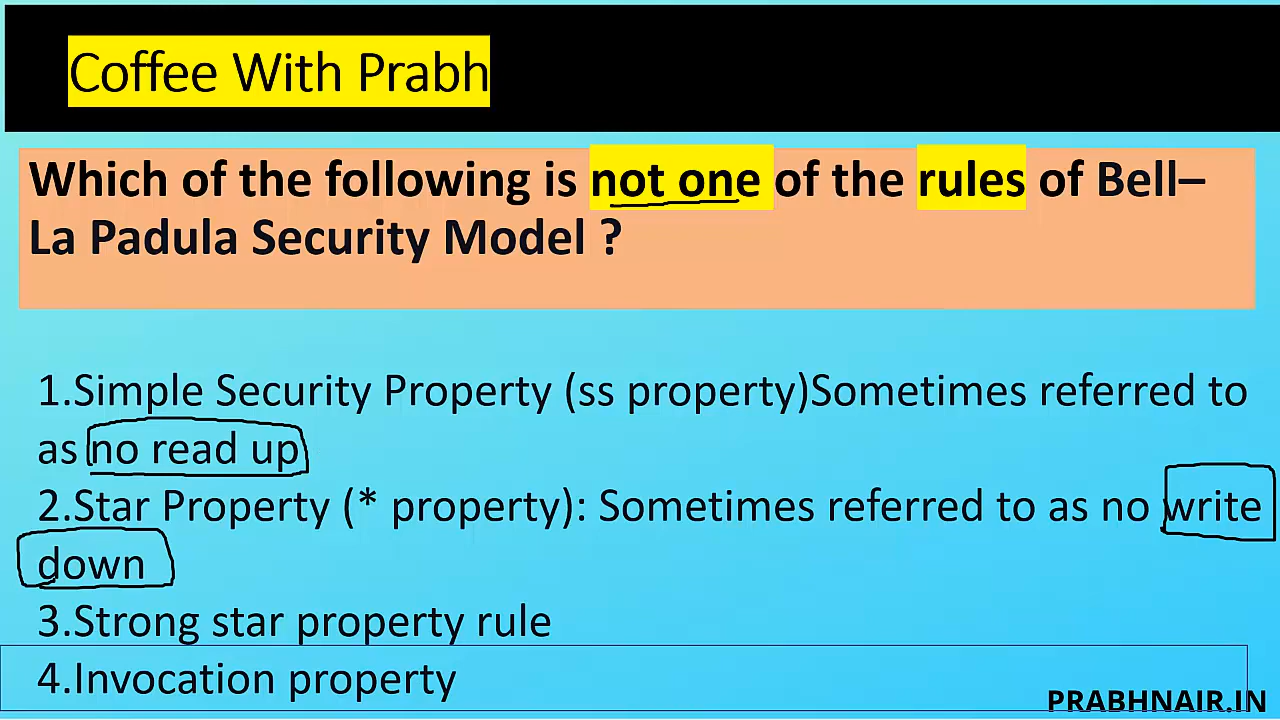 Coffee With Prabh
Which of the following is not one of the rules of Bell–
La Padula Security Model ?
1.Simple Security Property (ss property)Sometimes referred to
as no read up
2.Star Property (* property): Sometimes referred to as no write
down
3.Strong star property rule
4.Invocation property
PRABHNAIR.IN